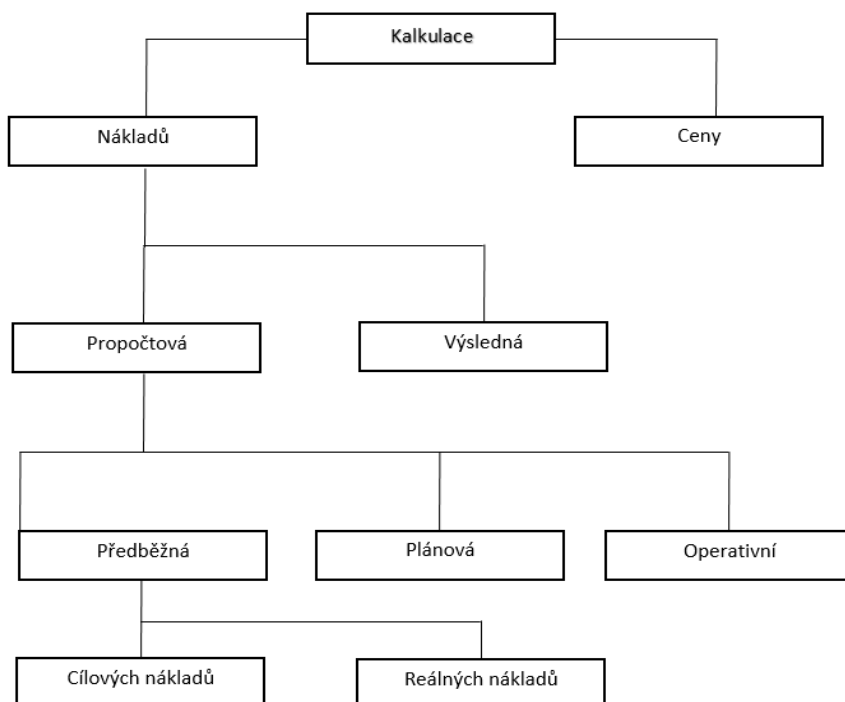 Kalkulace
Nákladů
Ceny
Propočtová
Výsledná
Předběžná
Plánová
Operativní
Cílových nákladů
Reálných nákladů